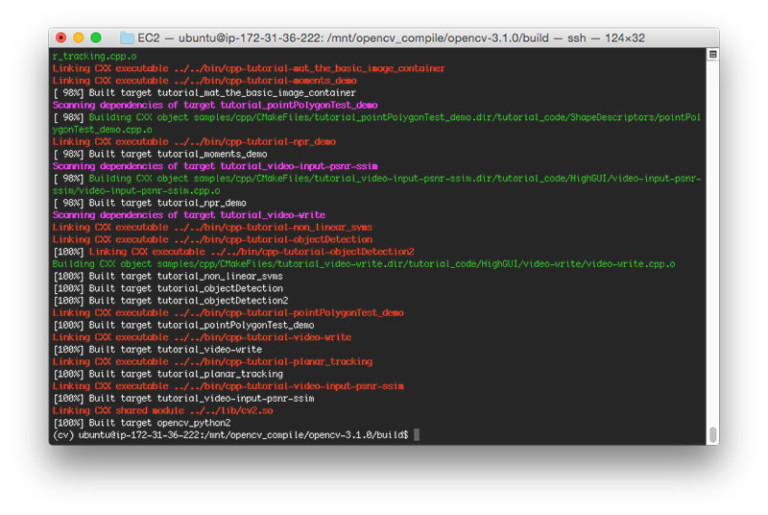 EC2 — ubuntu@ip-172-31-36-222: /mnt/opencv_compile/opencv-3.1.0/build — ssh — 124×32
r_tracking.cpp.o
Linking CXX executable ../../bin/cpp-tutorial-mat_the_basic_image_container
Linking CXX executable ../../bin/cpp-tutorial-moments_demo
[ 98%] Built target tutorial_mat_the_basic_image_container
Scanning dependencies of target tutorial_pointPolygonTest_demo
[ 98%] Building CXX object samples/cpp/CMakeFiles/tutorial_pointPolygonTest_demo.dir/tutorial_code/ShapeDescriptors/pointPol
ygonTest_demo.cpp.o
Linking CXX executable ../../bin/cpp-tutorial-npr_demo
[ 98%] Built target tutorial_moments_demo
Scanning dependencies of target tutorial_video-input-psnr-ssim
[ 98%] Building CXX object samples/cpp/CMakeFiles/tutorial_video-input-psnr-ssim.dir/tutorial_code/HighGUI/video-input-psnr-
ssim/video-input-psnr-ssim.cpp.o
[ 98%] Built target tutorial_npr_demo
Scanning dependencies of target tutorial_video-write
Linking CXX executable ../../bin/cpp-tutorial-non_linear_svms
Linking CXX executable ../../bin/cpp-tutorial-objectDetection
[100%] Linking CXX executable ../../bin/cpp-tutorial-objectDetection2
Building CXX object samples/cpp/CMakeFiles/tutorial_video-write.dir/tutorial_code/HighGUI/video-write/video-write.cpp.o
[100%] Built target tutorial_non_linear_svms
[100%] Built target tutorial_objectDetection
[100%] Built target tutorial_objectDetection2
Linking CXX executable ../../bin/cpp-tutorial-pointPolygonTest_demo
[100%] Built target tutorial_pointPolygonTest_demo
Linking CXX executable ../../bin/cpp-tutorial-video-write
[100%] Built target tutorial_video-write
Linking CXX executable ../../bin/cpp-tutorial-planar_tracking
[100%] Built target tutorial_planar_tracking
Linking CXX executable ../../bin/cpp-tutorial-video-input-psnr-ssim
[100%] Built target tutorial_video-input-psnr-ssim
Linking CXX shared module ../../lib/cv2.so
[100%] Built target opencv_python2
(cv) ubuntu@ip-172-31-36-222:/mnt/opencv_compile/opencv-3.1.0/build$